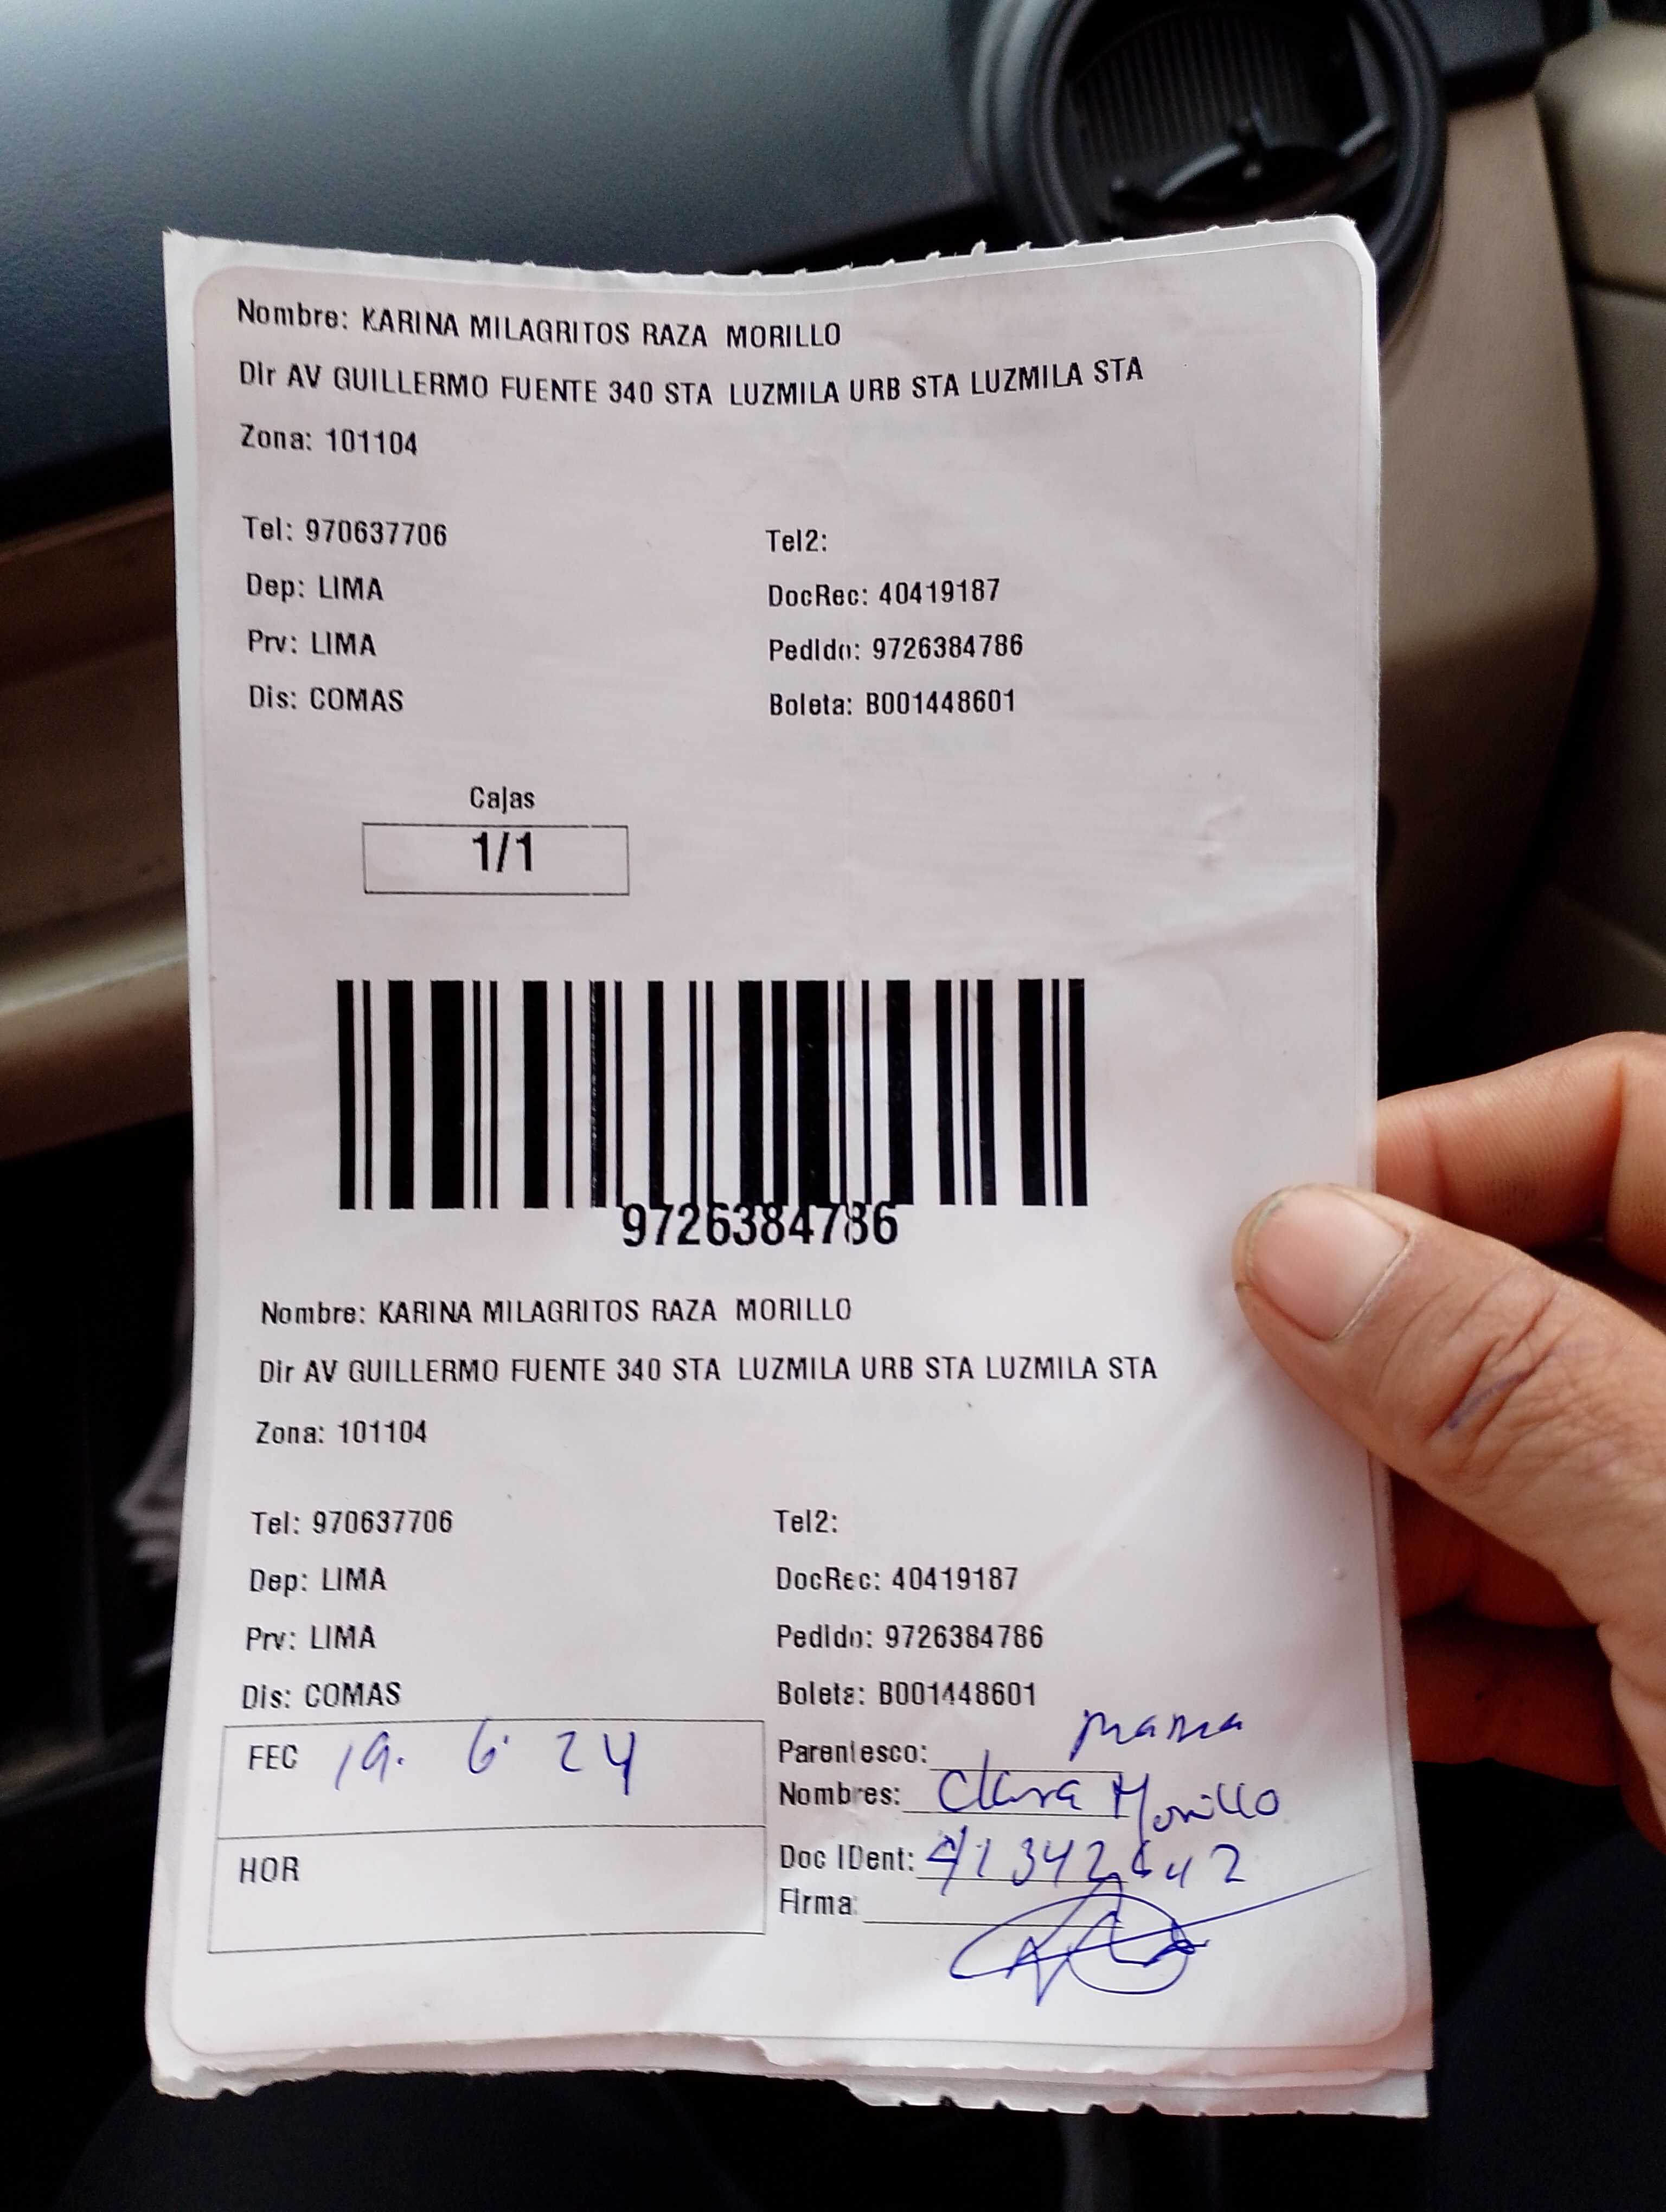 Nombre: KARINA MILAGRITOS RAZA MORILLO
Dir AV GUILLERMO FUENTE 340 STA LUZMILA URB STA LUZMILA STA
Zona: 101104
Tel: 970637706 Tel2:
Dep: LIMA DocRec: 40419187
Prv: LIMA Pedido: 9726384786
Dis: COMAS Boleta: B001448601
Cajas
1/1
9726384786
Nombre: KARINA MILAGRITOS RAZA MORILLO
Dir AV GUILLERMO FUENTE 340 STA LUZMILA URB STA LUZMILA STA
Zona: 101104
Tel: 970637706 Tel2:
Dep: LIMA DocRec: 40419187
Prv: LIMA Pedido: 9726384786
Dis: COMAS Boleta: B001448601
FEC 19. 6. 24 Parentesco: mama
Nombres: Clara Morillo
HOR Doc IDent:
Firma: